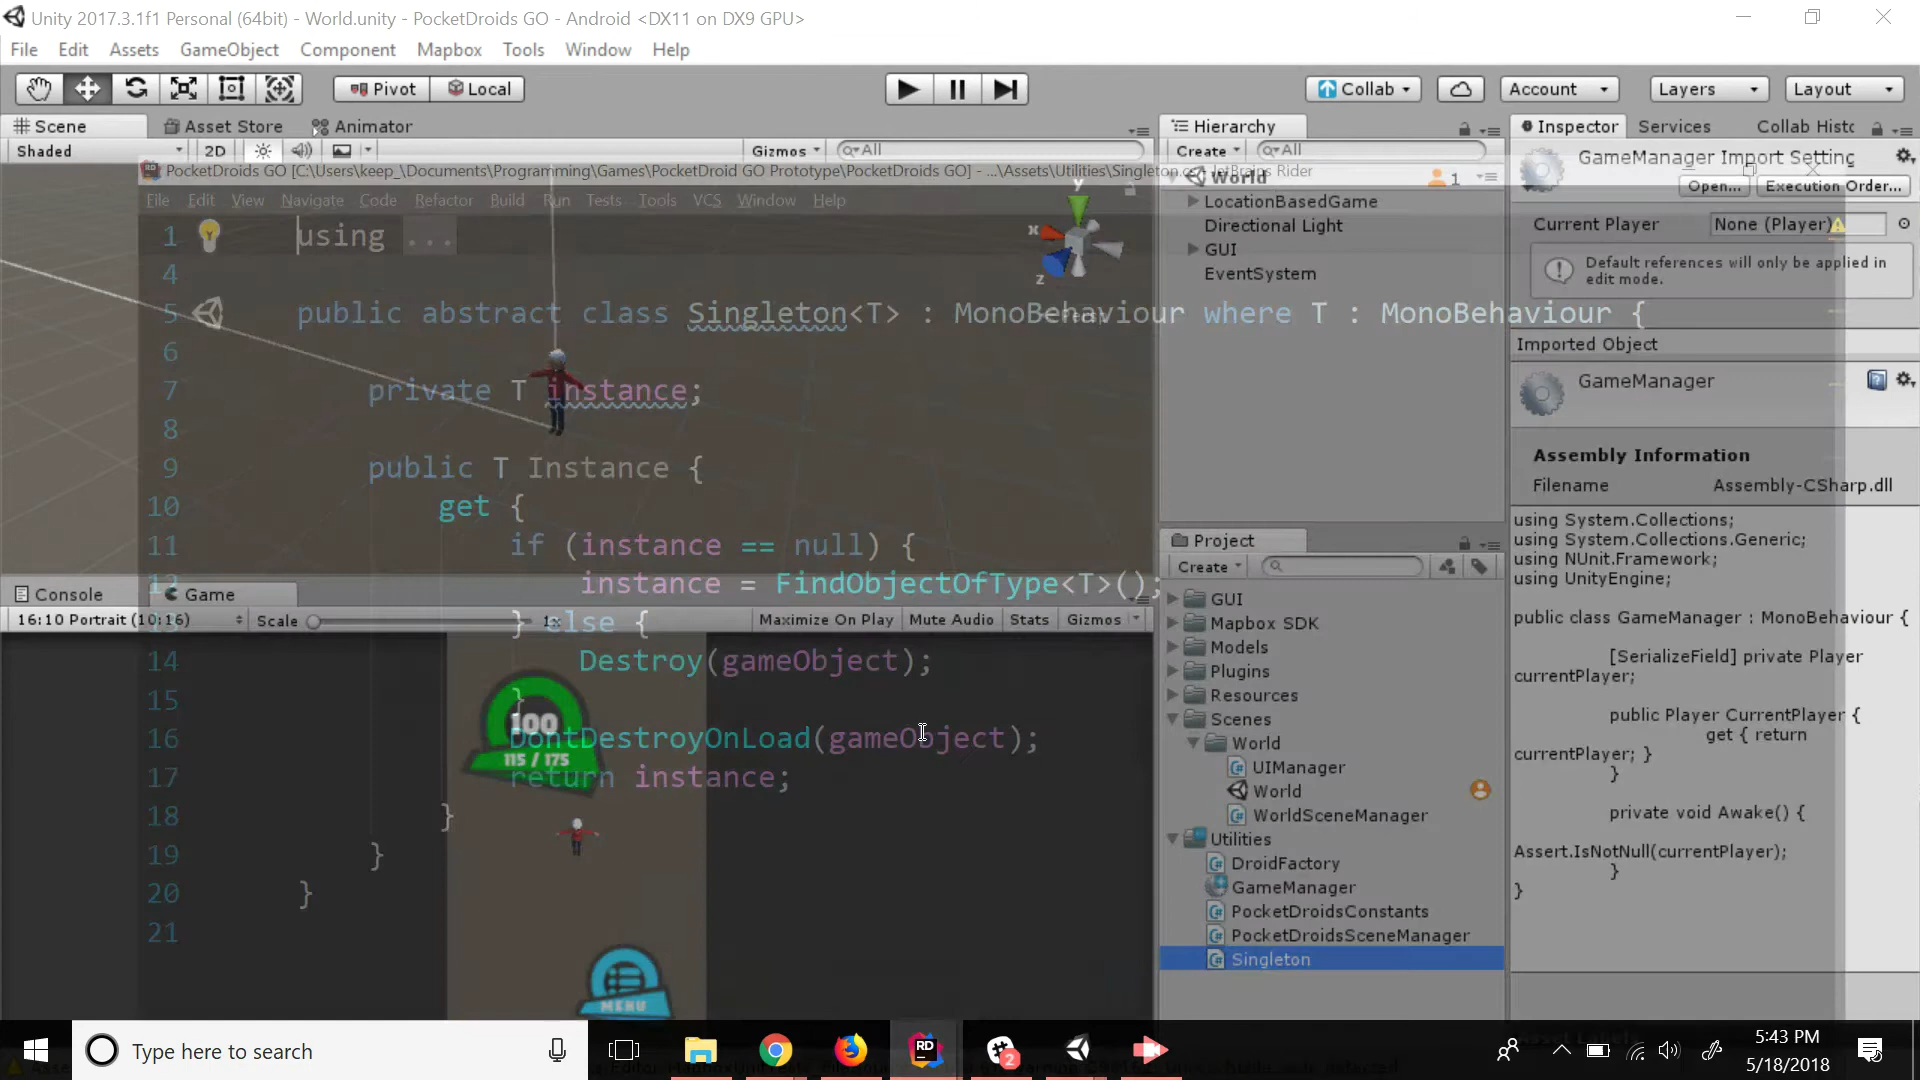 Unity 2017.3.1f1 Personal (64bit) - World.unity - PocketDroids GO - Android <DX11 on DX9 GPU>
File Edit Assets GameObject Component Mapbox Tools Window Help
Pivot Local Collab Account Layers Layout
Scene Asset Store Animator Hierarchy Inspector Services Collab Histc
Shaded 2D Gizmos All Create All GameManager Import Setting
Open... Execution Order...
PocketDroids GO [C:\Users\keep_\Documents\Programming\Games\PocketDroid GO Prototype\PocketDroids GO] - ...\Assets\Utilities\Singleton.cs - JetBrains Rider
File Edit View Navigate Code Refactor Build Run Tests Tools VCS Window Help
World 1
LocationBasedGame
Directional Light
GUI
EventSystem
Current Player None (Player)
Default references will only be applied in
edit mode.
Imported Object
GameManager
Assembly Information
Filename Assembly-CSharp.dll
1 using ...
4
5 public abstract class Singleton<T> : MonoBehaviour where T : MonoBehaviour {
6
7 private T instance;
8
9 public T Instance {
10 get {
11 if (instance == null) {
12 instance = FindObjectOfType<T>();
13 } else {
14 Destroy(gameObject);
15 }
16 DontDestroyOnLoad(gameObject);
17 return instance;
18 }
19 }
20 }
21
Console Game
16:10 Portrait (10:16) Scale 1x Maximize On Play Mute Audio Stats Gizmos
100
115 / 175
MENU
x
y
z
Project
Create
GUI
Mapbox SDK
Models
Plugins
Resources
Scenes
World
UIManager
World
WorldSceneManager
Utilities
DroidFactory
GameManager
PocketDroidsConstants
PocketDroidsSceneManager
Singleton
using System.Collections;
using System.Collections.Generic;
using NUnit.Framework;
using UnityEngine;
public class GameManager : MonoBehaviour {
[SerializeField] private Player
currentPlayer;
public Player CurrentPlayer {
get { return
currentPlayer; }
}
private void Awake() {
Assert.IsNotNull(currentPlayer);
}
}
Type here to search
RD
2
5:43 PM
5/18/2018